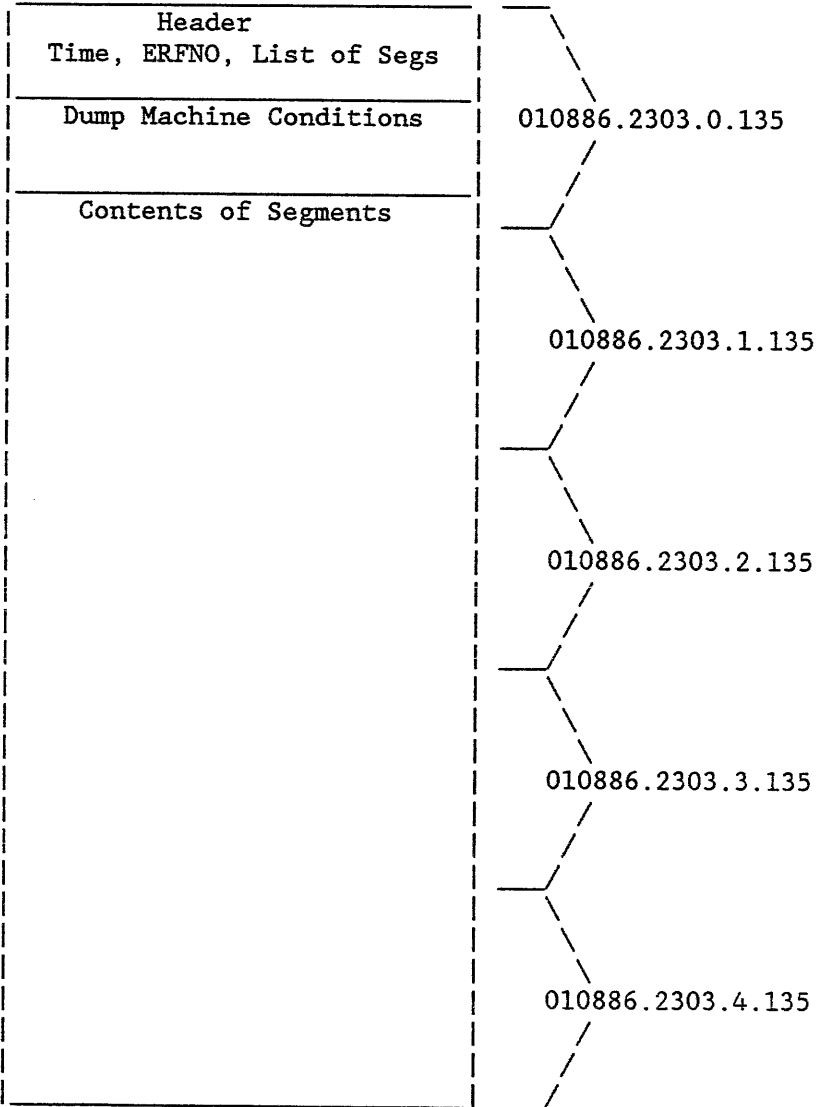 Header
Time, ERFNO, List of Segs
Dump Machine Conditions
010886.2303.0.135
Contents of Segments
010886.2303.1.135
010886.2303.2.135
010886.2303.3.135
010886.2303.4.135